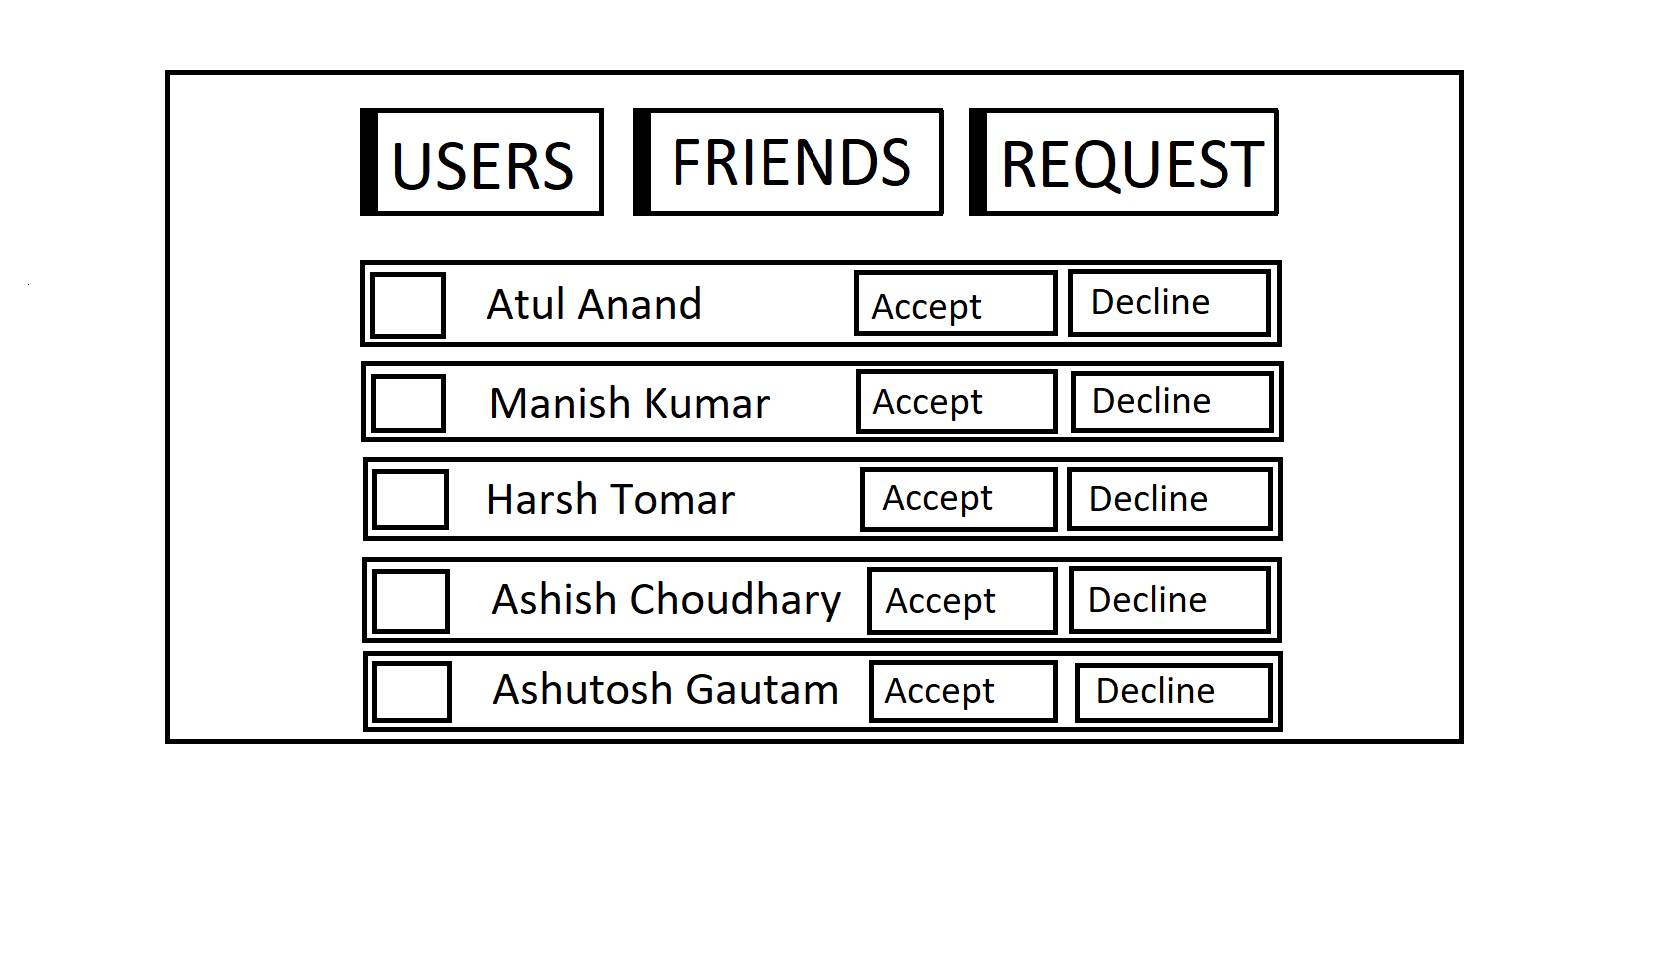 USERS FRIENDS REQUEST
Atul Anand Accept Decline
Manish Kumar Accept Decline
Harsh Tomar Accept Decline
Ashish Choudhary Accept Decline
Ashutosh Gautam Accept Decline